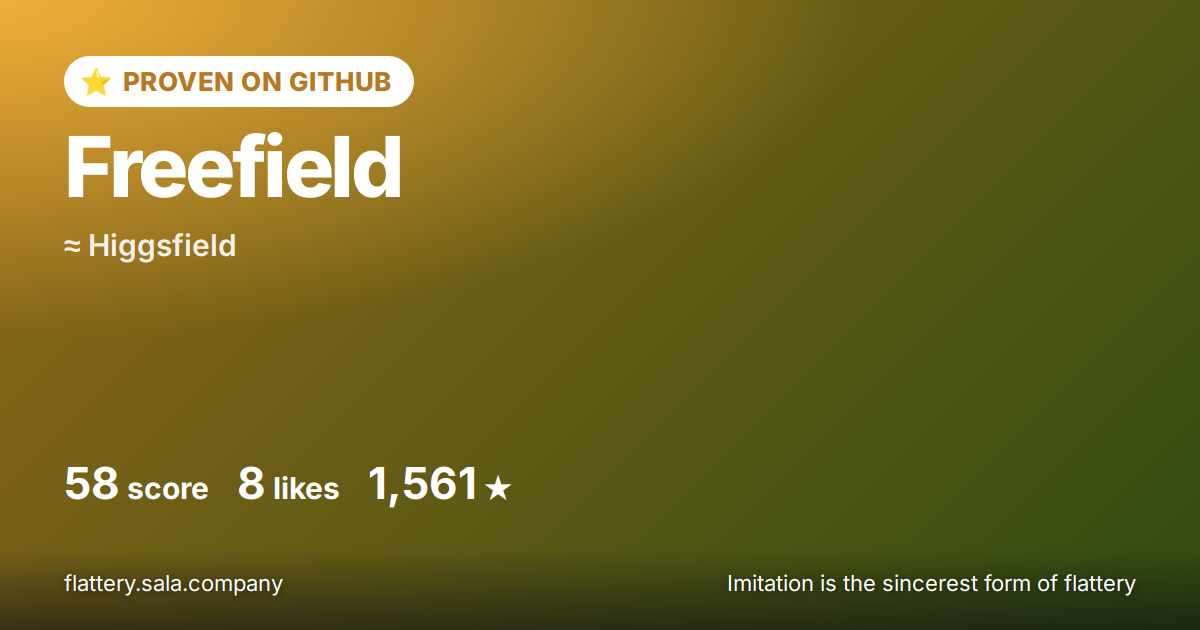 ⭐ PROVEN ON GITHUB
Freefield
≈ Higgsfield
58 score 8 likes 1,561 ★
flattery.sala.company
Imitation is the sincerest form of flattery